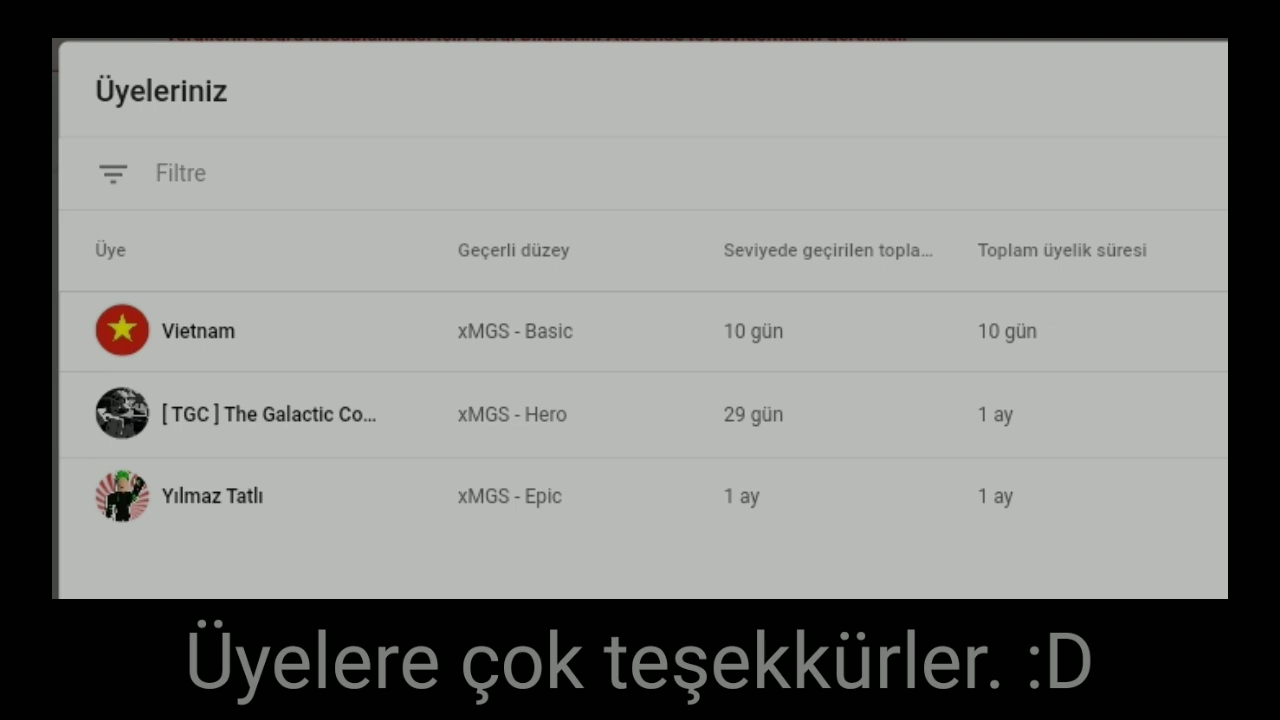 Üyeleriniz
Filtre
Üye Geçerli düzey Seviyede geçirilen topla... Toplam üyelik süresi
Vietnam xMGS - Basic 10 gün 10 gün
[ TGC ] The Galactic Co... xMGS - Hero 29 gün 1 ay
Yılmaz Tatlı xMGS - Epic 1 ay 1 ay
Üyelere çok teşekkürler. :D